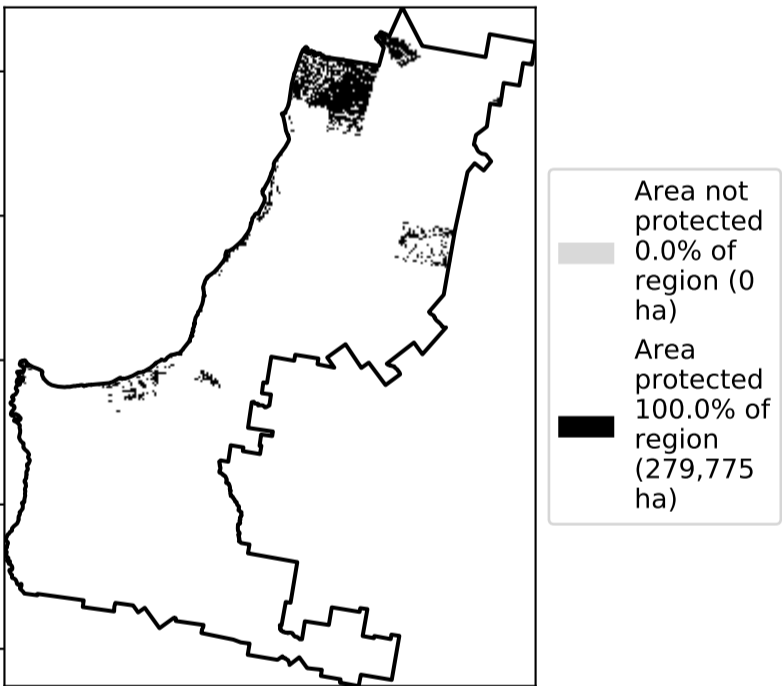 Area not
protected
0.0% of
region (0
ha)
Area
protected
100.0% of
region
(279,775
ha)